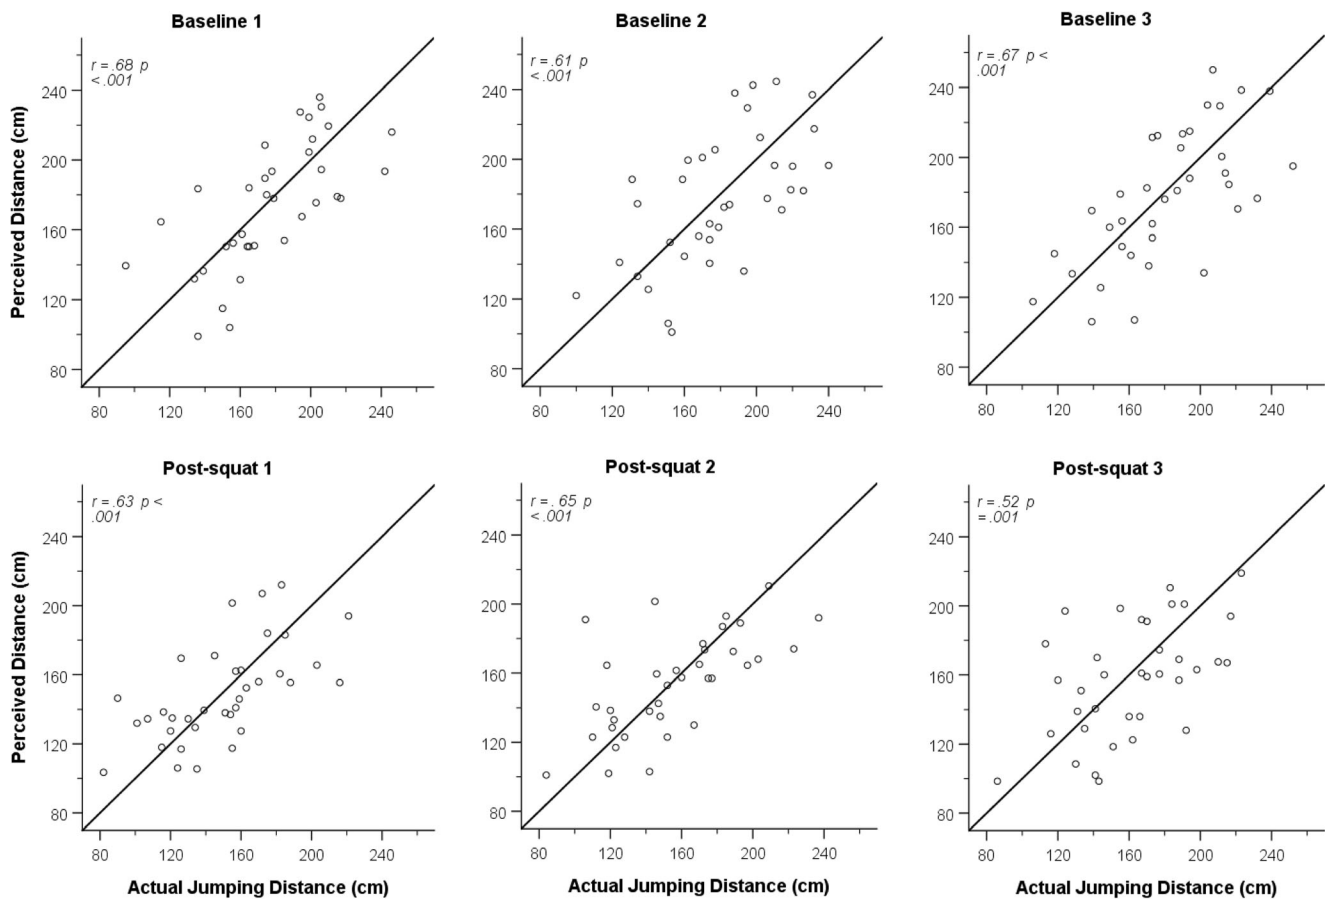 Baseline 1
Baseline 2
Baseline 3
r = .68 p
< .001
r = .61 p
< .001
r = .67 p <
.001
Perceived Distance (cm)
240
200
160
120
80
240
200
160
120
80
240
200
160
120
80
80 120 160 200 240
80 120 160 200 240
80 120 160 200 240
Post-squat 1
Post-squat 2
Post-squat 3
r = .63 p <
.001
r = .65 p
< .001
r = .52 p
= .001
Perceived Distance (cm)
240
200
160
120
80
240
200
160
120
80
240
200
160
120
80
80 120 160 200 240
80 120 160 200 240
80 120 160 200 240
Actual Jumping Distance (cm)
Actual Jumping Distance (cm)
Actual Jumping Distance (cm)